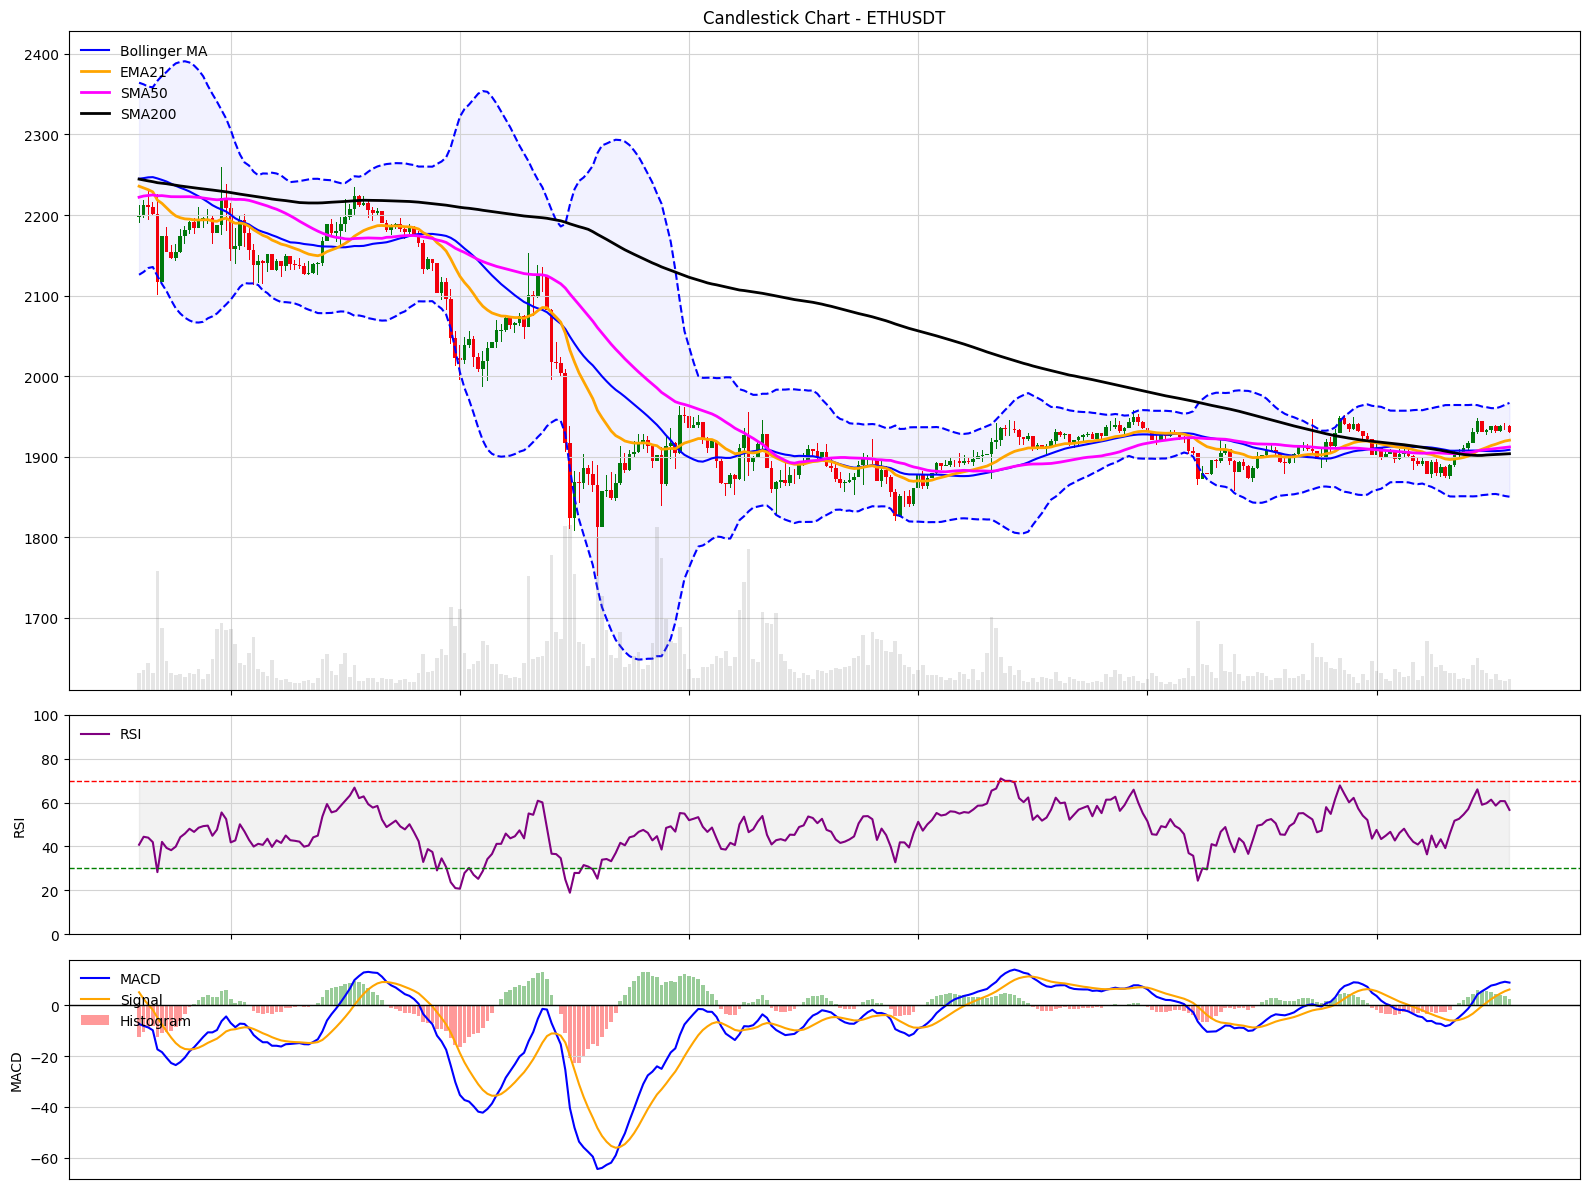 Candlestick Chart - ETHUSDT
Bollinger MA
EMA21
SMA50
SMA200
2400
2300
2200
2100
2000
1900
1800
1700
RSI
RSI
100
80
60
40
20
0
MACD
Signal
Histogram
MACD
0
−20
−40
−60